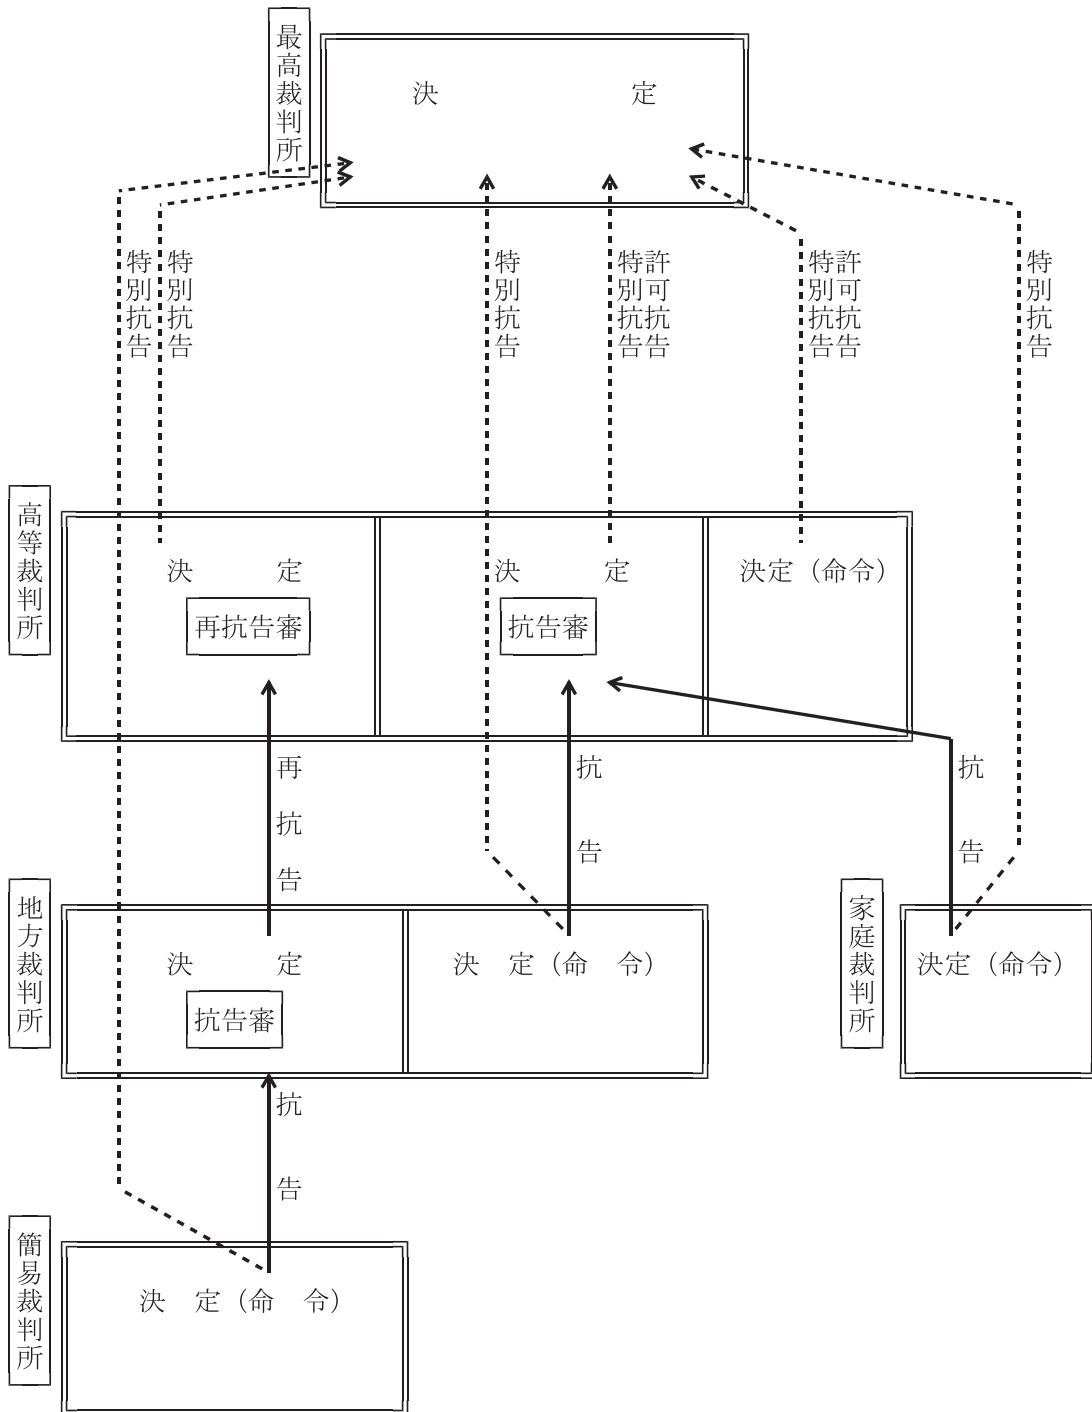 最高裁判所
決　　　定
特別抗告
特別抗告
特別抗告
許可抗告
特別抗告
許可抗告
特別抗告
特別抗告
高等裁判所
決　　　定
再抗告審
決　　　定
抗告審
決定（命令）
再抗告
抗告
抗告
地方裁判所
決　　　定
抗告審
決　定（命　令）
家庭裁判所
決定（命令）
抗告
簡易裁判所
決　定（命　令）